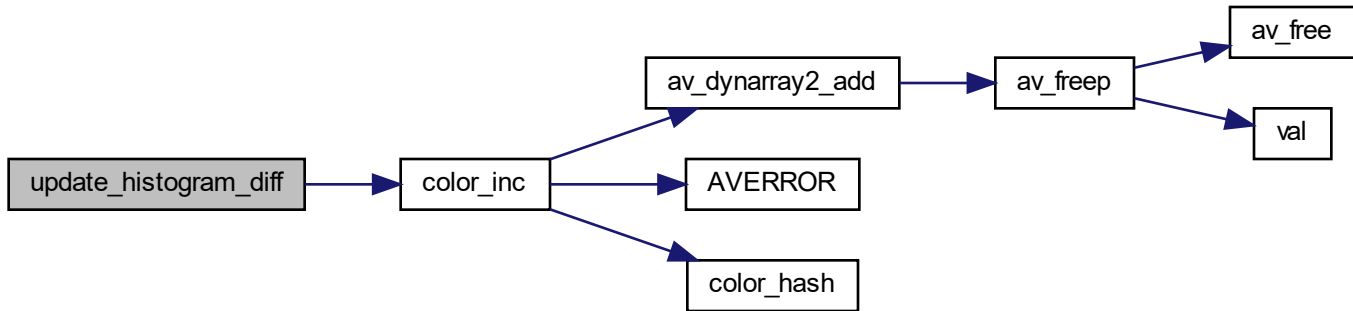 update_histogram_diff
color_inc
av_dynarray2_add
AVERROR
color_hash
av_freep
av_free
val